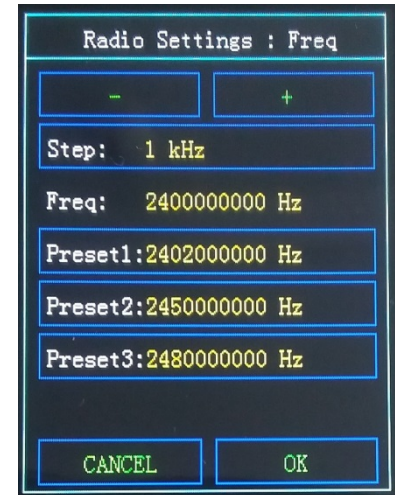 Radio Settings : Freq
- +
Step: 1 kHz
Freq: 2400000000 Hz
Preset1:2402000000 Hz
Preset2:2450000000 Hz
Preset3:2480000000 Hz
CANCEL OK